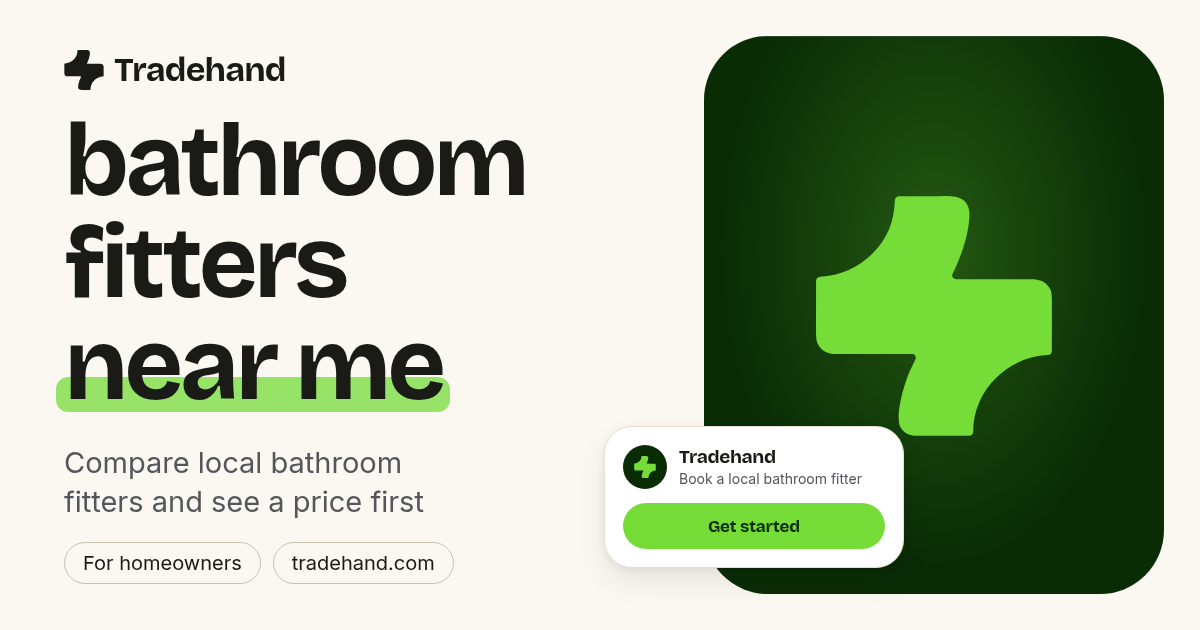 Tradehand
bathroom
fitters
near me
Compare local bathroom
fitters and see a price first
For homeowners
tradehand.com
Tradehand
Book a local bathroom fitter
Get started